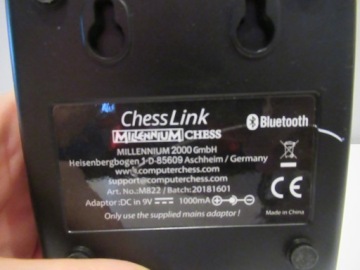 ChessLink
Bluetooth
MILLENNIUM CHESS
MILLENNIUM 2000 GmbH
Heisenbergbogen 1-D-85609 Aschheim / Germany
www.computerchess.com
support@computerchess.com
Art. No.: M822 / Batch: 20181601
Adaptor : DC in 9V 1000mA
Only use the supplied mains adaptor !
CE
Made in China